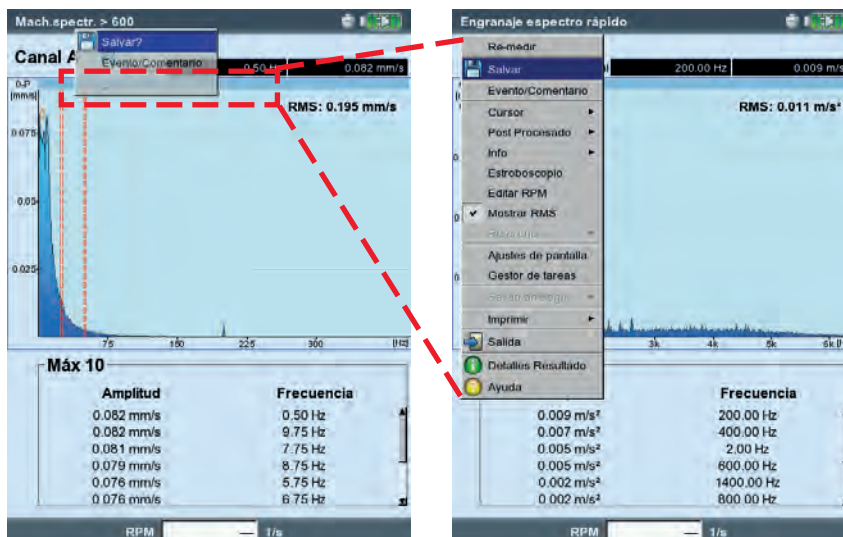 Mach.spectr. > 600
Salvar?
Evento/Comentario
Canal A
0.50 Hz 0.082 mm/s
0-P
[mm/s]
RMS: 0.195 mm/s
0.075
0.05
0.025
75 150 225 300 [Hz]
Máx 10
Amplitud Frecuencia
0.082 mm/s 0.50 Hz
0.082 mm/s 9.75 Hz
0.081 mm/s 7.75 Hz
0.079 mm/s 8.75 Hz
0.076 mm/s 5.75 Hz
0.076 mm/s 6.75 Hz
RPM — 1/s
Engranaje espectro rápido
Re-medir
Salvar
200.00 Hz 0.009 m/s
Evento/Comentario
RMS: 0.011 m/s²
Cursor
Post Procesado
Info
Estroboscopio
Editar RPM
Mostrar RMS
Ajustes de pantalla
Gestor de tareas
Imprimir
Salida
3k 4k 5k 6k
Detalles Resultado
Ayuda
Frecuencia
0.009 m/s² 200.00 Hz
0.007 m/s² 400.00 Hz
0.005 m/s² 2.00 Hz
0.005 m/s² 600.00 Hz
0.002 m/s² 1400.00 Hz
0.002 m/s² 800.00 Hz
RPM — 1/s